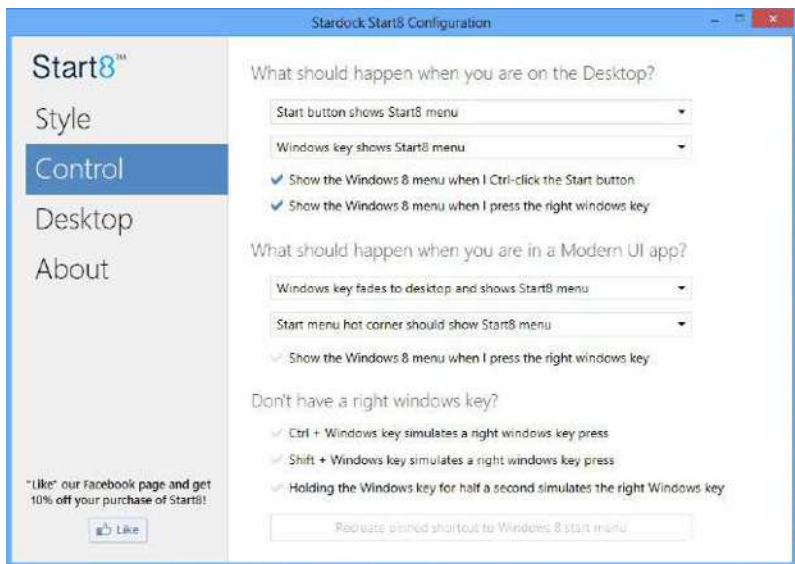 Stardock Start8 Configuration
Start8™
Style
Control
Desktop
About
"Like" our Facebook page and get
10% off your purchase of Start8!
Like
What should happen when you are on the Desktop?
Start button shows Start8 menu
Windows key shows Start8 menu
Show the Windows 8 menu when I Ctrl-click the Start button
Show the Windows 8 menu when I press the right windows key
What should happen when you are in a Modern UI app?
Windows key fades to desktop and shows Start8 menu
Start menu hot corner should show Start8 menu
Show the Windows 8 menu when I press the right windows key
Don't have a right windows key?
Ctrl + Windows key simulates a right windows key press
Shift + Windows key simulates a right windows key press
Holding the Windows key for half a second simulates the right Windows key
Recreate pinned shortcut to Windows 8 start menu